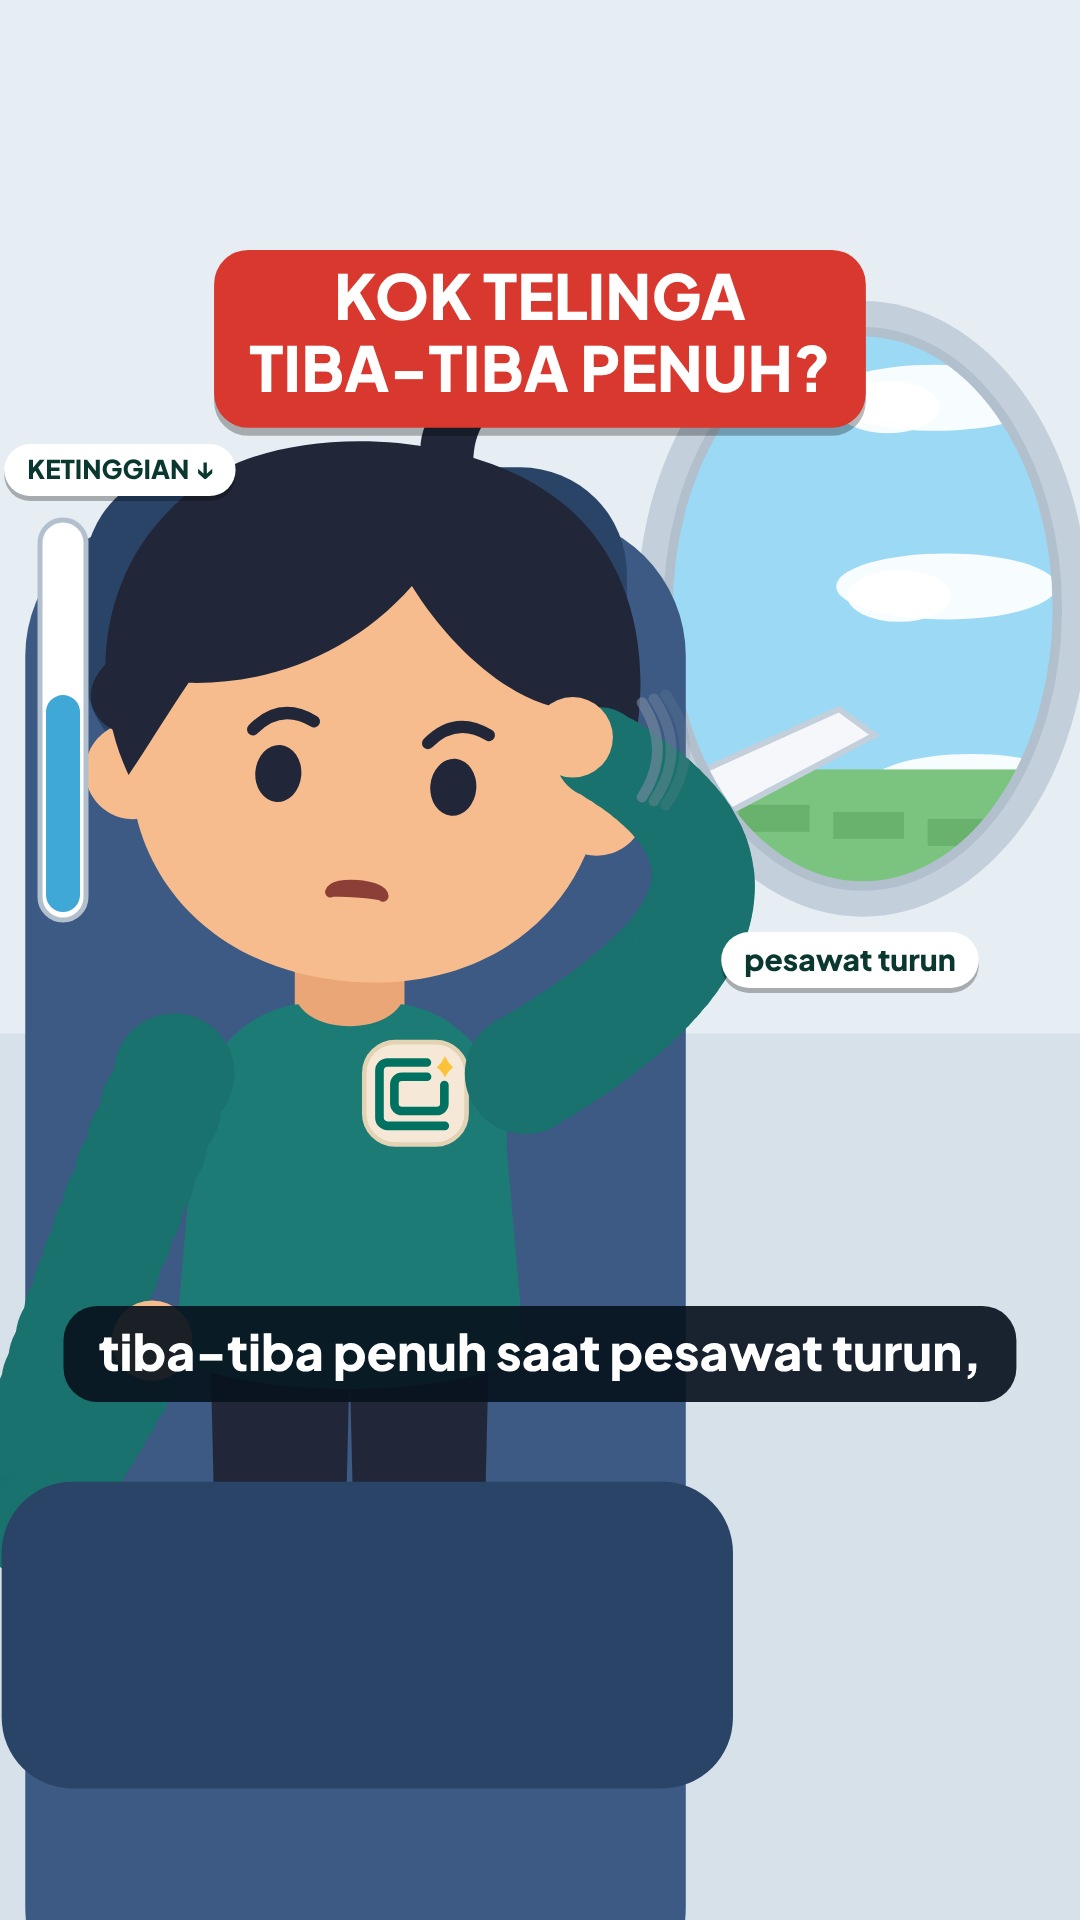 KOK TELINGA
TIBA-TIBA PENUH?
KETINGGIAN ↓
pesawat turun
tiba-tiba penuh saat pesawat turun,